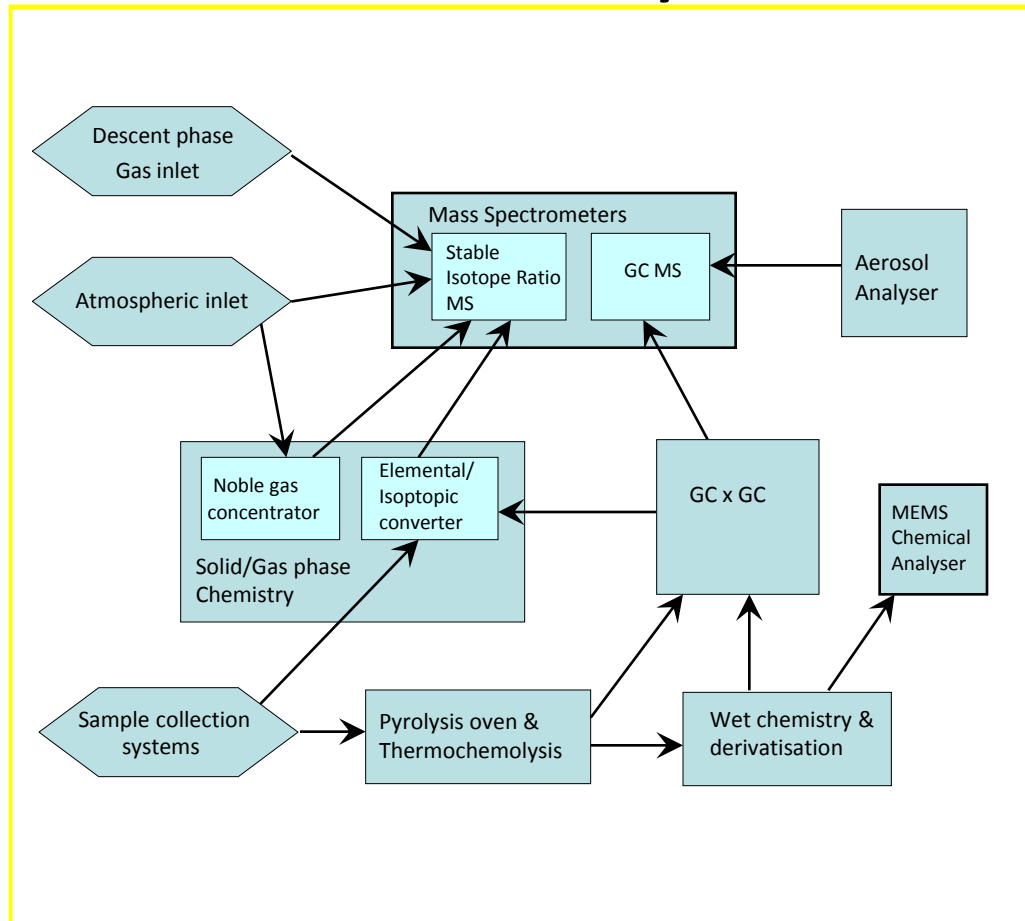 Descent phase
Gas inlet
Mass Spectrometers
Stable
Isotope Ratio
MS
GC MS
Aerosol
Analyser
Atmospheric inlet
Noble gas
concentrator
Elemental/
Isoptopic
converter
Solid/Gas phase
Chemistry
GC x GC
MEMS
Chemical
Analyser
Sample collection
systems
Pyrolysis oven &
Thermochemolysis
Wet chemistry &
derivatisation